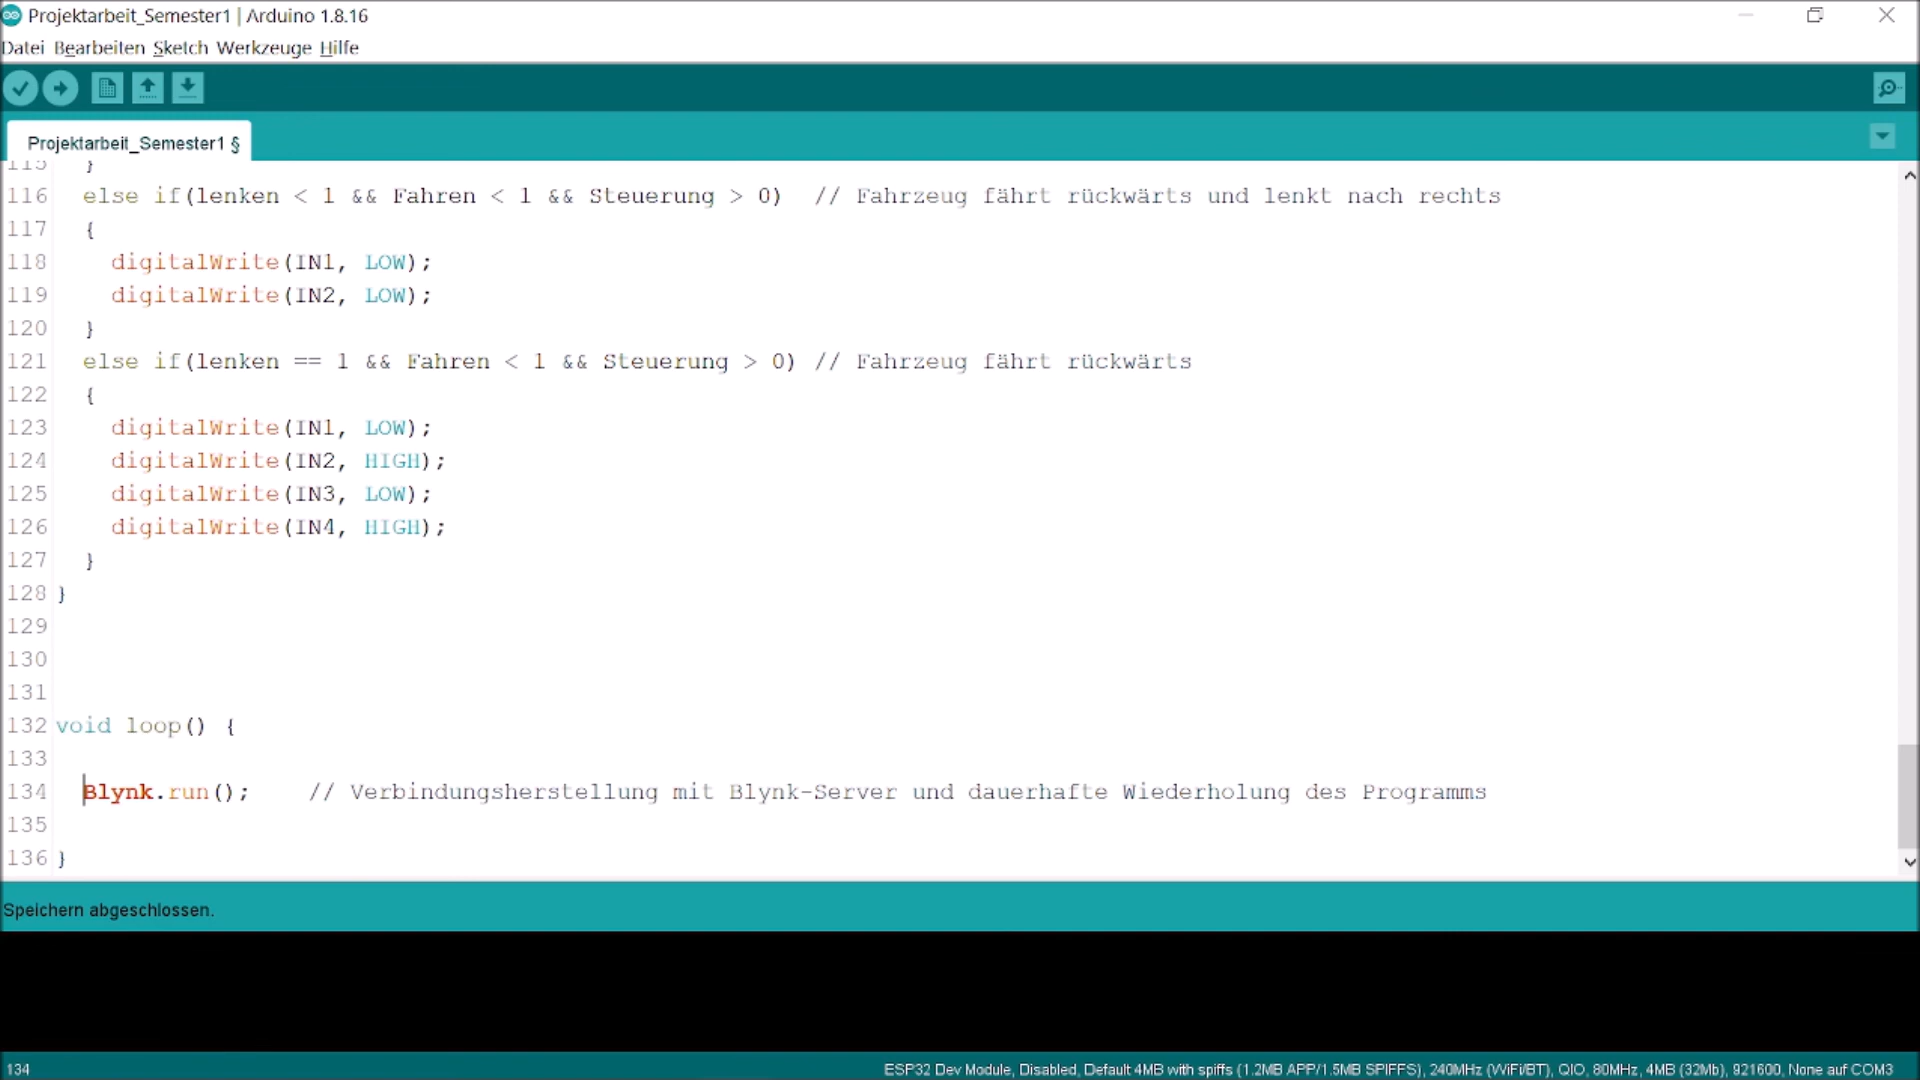 Projektarbeit_Semester1 | Arduino 1.8.16
Datei Bearbeiten Sketch Werkzeuge Hilfe
Projektarbeit_Semester1 §
115 }
116 else if(lenken < 1 && Fahren < 1 && Steuerung > 0) // Fahrzeug fährt rückwärts und lenkt nach rechts
117 {
118 digitalWrite(IN1, LOW);
119 digitalWrite(IN2, LOW);
120 }
121 else if(lenken == 1 && Fahren < 1 && Steuerung > 0) // Fahrzeug fährt rückwärts
122 {
123 digitalWrite(IN1, LOW);
124 digitalWrite(IN2, HIGH);
125 digitalWrite(IN3, LOW);
126 digitalWrite(IN4, HIGH);
127 }
128 }
129
130
131
132 void loop() {
133
134 Blynk.run(); // Verbindungsherstellung mit Blynk-Server und dauerhafte Wiederholung des Programms
135
136 }
Speichern abgeschlossen.
134
ESP32 Dev Module, Disabled, Default 4MB with spiffs (1.2MB APP/1.5MB SPIFFS), 240MHz (WiFi/BT), QIO, 80MHz, 4MB (32Mb), 921600, None auf COM3